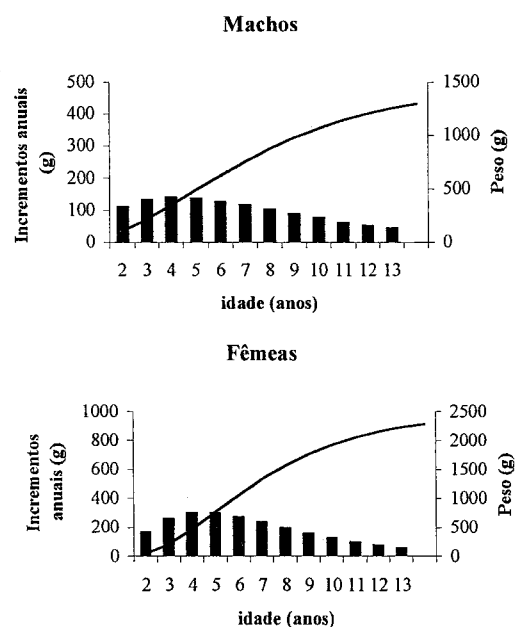 Machos
Incrementos anuais
(g)
500
400
300
200
100
0
1500
1000
500
0
Peso (g)
2 3 4 5 6 7 8 9 10 11 12 13
idade (anos)
Fêmeas
Incrementos
anuais (g)
1000
800
600
400
200
0
2500
2000
1500
1000
500
0
Peso (g)
2 3 4 5 6 7 8 9 10 11 12 13
idade (anos)